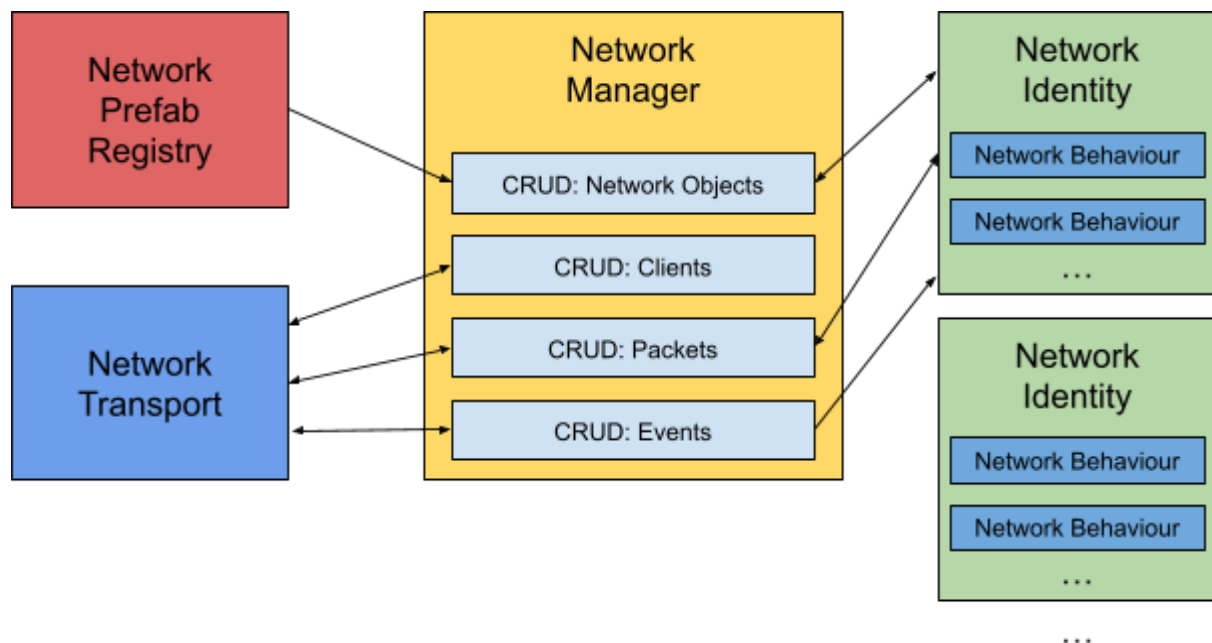 Network
Prefab
Registry
Network
Transport
Network
Manager
CRUD: Network Objects
CRUD: Clients
CRUD: Packets
CRUD: Events
Network
Identity
Network Behaviour
Network Behaviour
...
Network
Identity
Network Behaviour
Network Behaviour
...
...